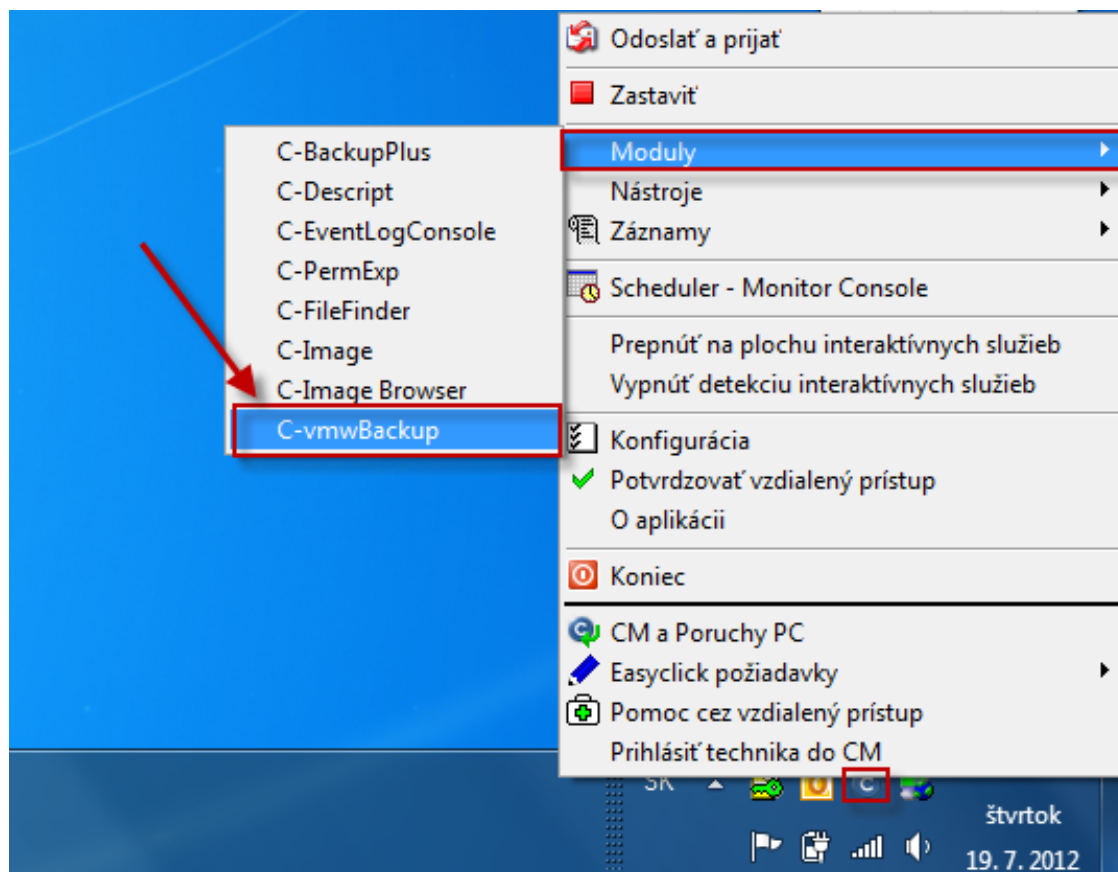 Odoslať a prijať
Zastaviť
Moduly
Nástroje
Záznamy
Scheduler - Monitor Console
Prepnúť na plochu interaktívnych služieb
Vypnúť detekciu interaktívnych služieb
Konfigurácia
Potvrdzovať vzdialený prístup
O aplikácii
Koniec
CM a Poruchy PC
Easyclick požiadavky
Pomoc cez vzdialený prístup
Prihlásiť technika do CM
C-BackupPlus
C-Descript
C-EventLogConsole
C-PermExp
C-FileFinder
C-Image
C-Image Browser
C-vmwBackup
SK
C
štvrtok
19. 7. 2012